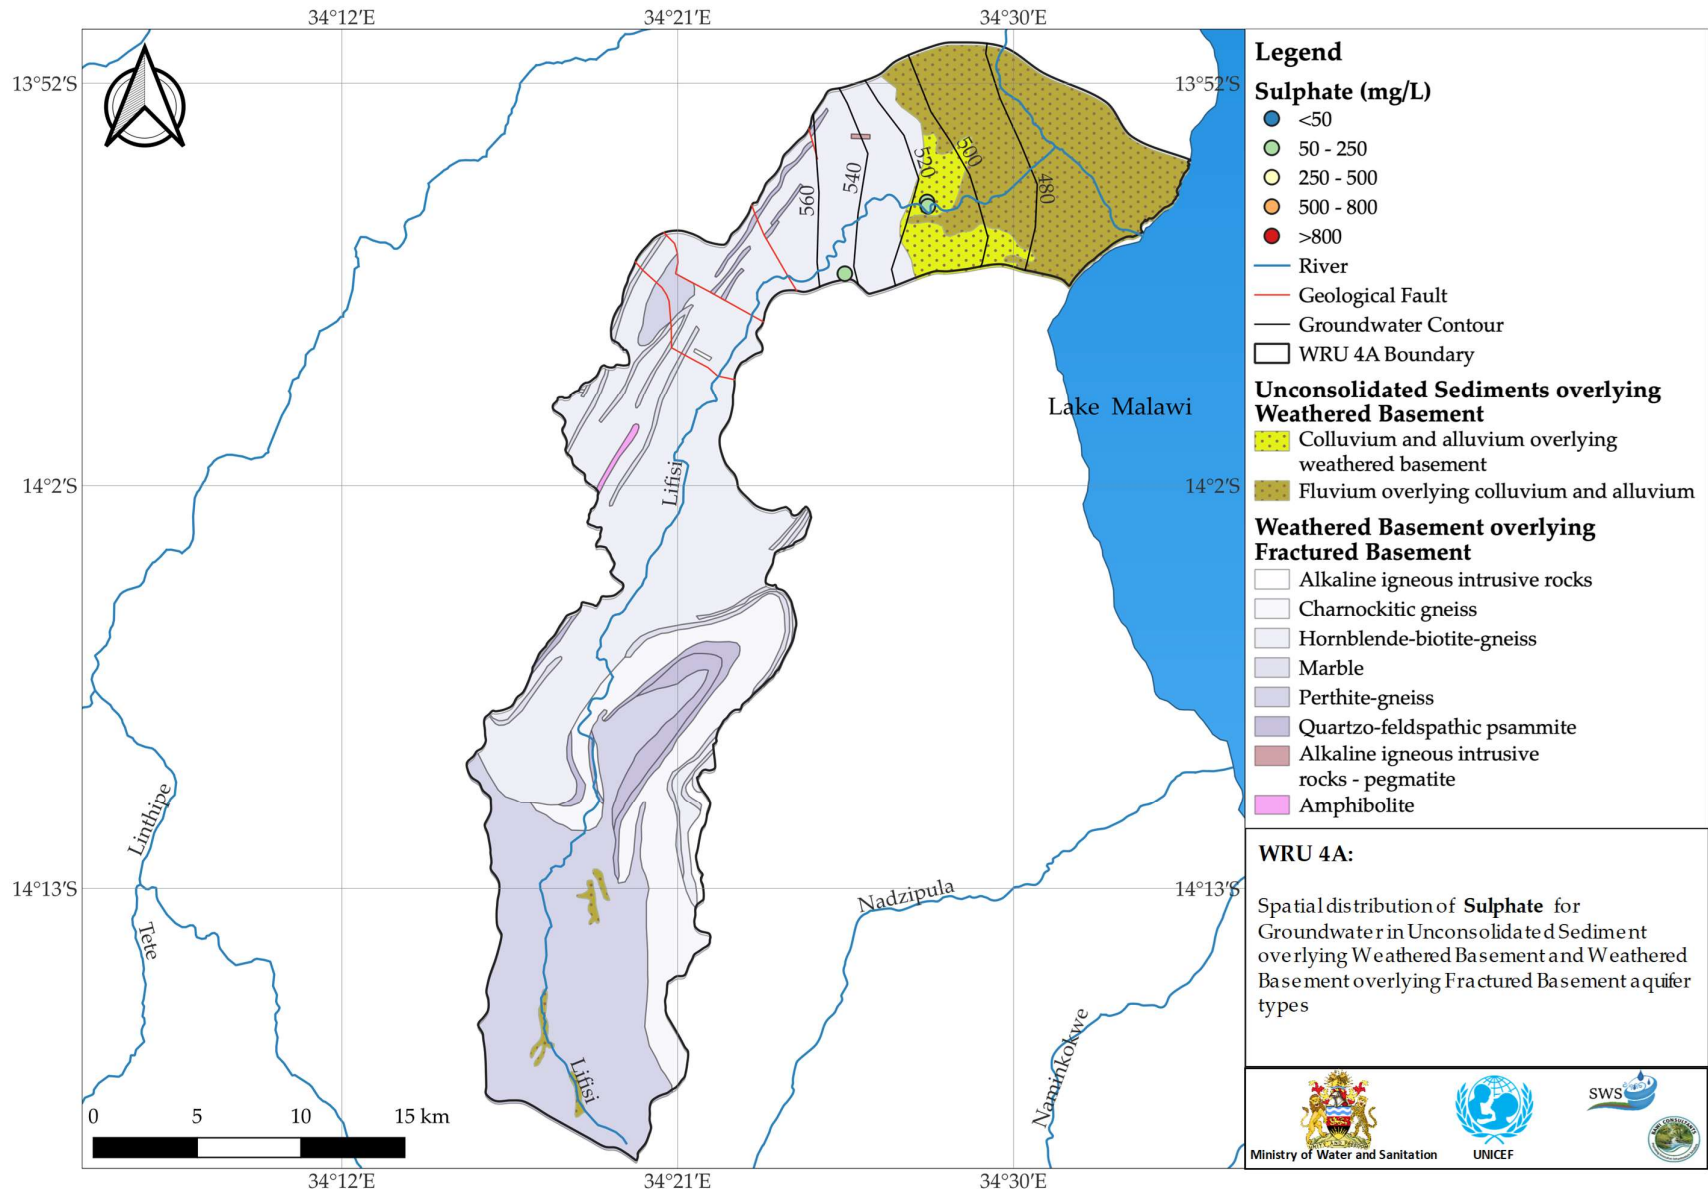 34°12'E
34°21'E
34°30'E
13°52'S
13°52'S
560
540
520
500
480
Lake Malawi
14°2'S
14°2'S
Lifisi
Linthipe
Tete
14°13'S
14°13'S
Nadzipula
Naminkokwe
Lifisi
0 5 10 15 km
34°12'E
34°21'E
34°30'E
Legend
Sulphate (mg/L)
<50
50 - 250
250 - 500
500 - 800
>800
River
Geological Fault
Groundwater Contour
WRU 4A Boundary
Unconsolidated Sediments overlying
Weathered Basement
Colluvium and alluvium overlying
weathered basement
Fluvium overlying colluvium and alluvium
Weathered Basement overlying
Fractured Basement
Alkaline igneous intrusive rocks
Charnockitic gneiss
Hornblende-biotite-gneiss
Marble
Perthite-gneiss
Quartzo-feldspathic psammite
Alkaline igneous intrusive
rocks - pegmatite
Amphibolite
WRU 4A:
Spatial distribution of Sulphate for
Groundwater in Unconsolidated Sediment
overlying Weathered Basement and Weathered
Basement overlying Fractured Basement aquifer
types
Ministry of Water and Sanitation
UNICEF
SWS